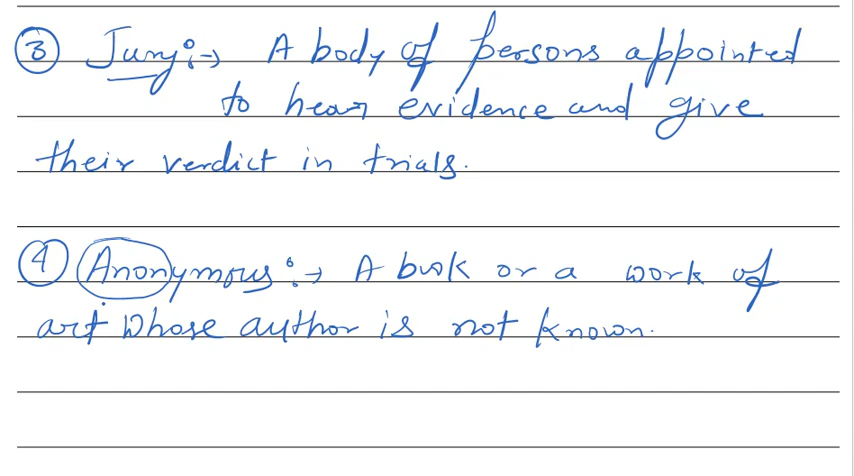 ③ Jury:→ A body of persons appointed
to hear evidence and give
their verdict in trials.
④ Anonymous:→ A book or a work of
art whose author is not known.